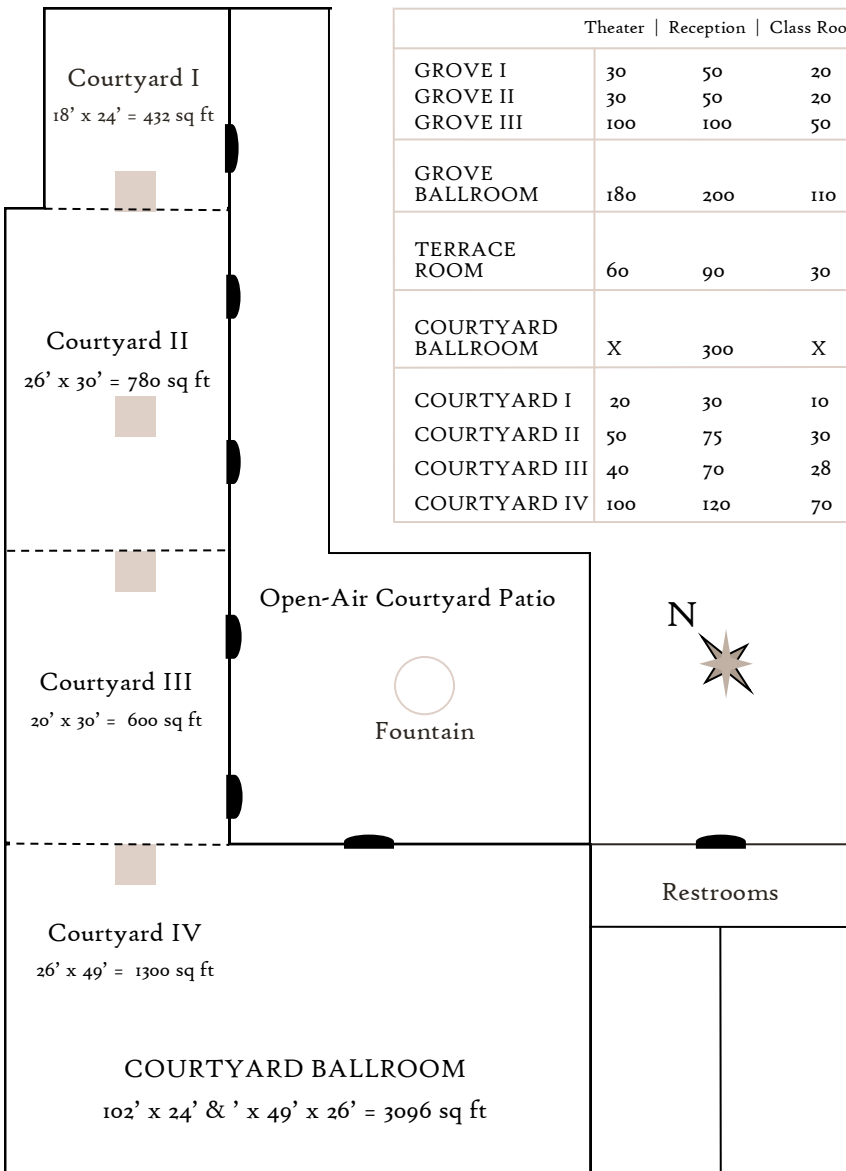 Courtyard I
18’ x 24’ = 432 sq ft
Courtyard II
26’ x 30’ = 780 sq ft
Courtyard III
20’ x 30’ =  600 sq ft
Courtyard IV
26’ x 49’ =  1300 sq ft
COURTYARD BALLROOM
102’ x 24’ & ’ x 49’ x 26’ = 3096 sq ft
Open-Air Courtyard Patio
Fountain
Theater | Reception | Class Roo
GROVE I 30 50 20
GROVE II 30 50 20
GROVE III 100 100 50
GROVE
BALLROOM 180 200 110
TERRACE
ROOM 60 90 30
COURTYARD
BALLROOM X 300 X
COURTYARD I 20 30 10
COURTYARD II 50 75 30
COURTYARD III 40 70 28
COURTYARD IV 100 120 70
N
Restrooms